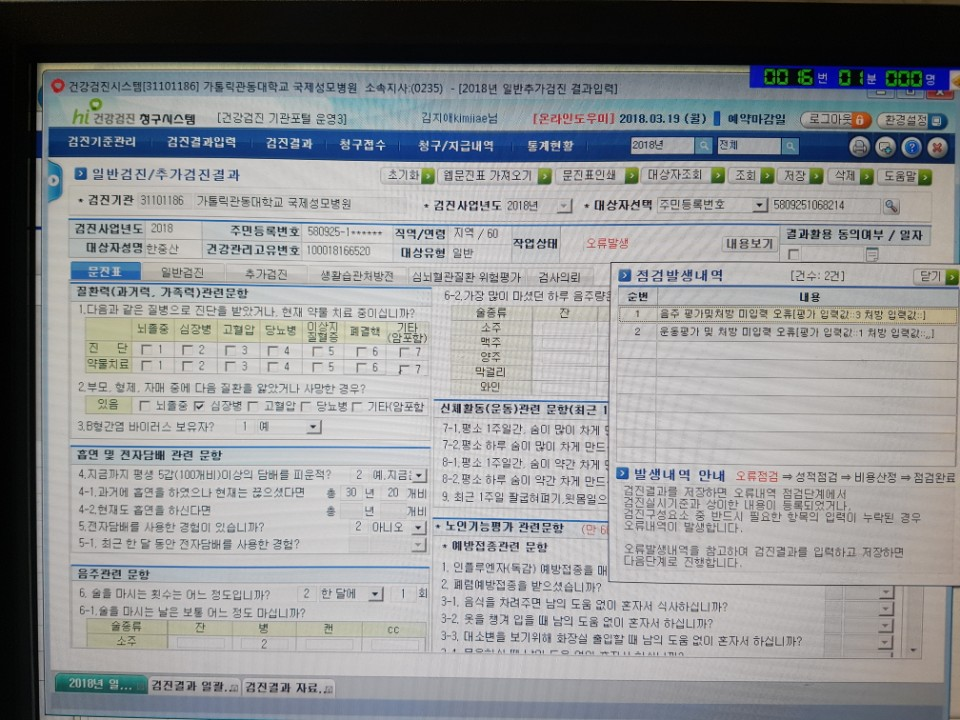 건강검진시스템[31101186] 가톨릭관동대학교 국제성모병원 소속지사:(0235) - [2018년 일반추가검진 결과입력]
0016 번 01 분 000 명
hi 건강검진 청구시스템 [건강검진 기관포털 운영3] 김지애kimjiae님 [온라인도우미] 2018.03.19 (월) 예약마감일 로그아웃 환경설정
검진기준관리 검진결과입력 검진결과 청구접수 청구/지급내역 통계현황 2018년 전체
일반검진/추가검진결과 초기화 웹문진표 가져오기 문진표인쇄 대상자조회 조회 저장 삭제 도움말
검진기관 31101186 가톨릭관동대학교 국제성모병원 검진사업년도 2018년 대상자선택 주민등록번호 5809251068214
검진사업년도 2018 주민등록번호 580925-1****** 직역/연령 지역 / 60 작업상태 오류발생 내용보기 결과활용 동의여부 / 일자
대상자성명 한중산 건강관리고유번호 100018166520 대상유형 일반
문진표 일반검진 추가검진 생활습관처방전 심뇌혈관질환 위험평가 검사의뢰
질환력(과거력, 가족력)관련문항
1.다음과 같은 질병으로 진단을 받았거나, 현재 약물 치료 중이십니까?
뇌졸중 심장병 고혈압 당뇨병 이상지질혈증 폐결핵 기타(암포함)
진 단 1 2 3 4 5 6 7
약물치료 1 2 3 4 5 6 7
2.부모, 형제, 자매 중에 다음 질환을 앓았거나 사망한 경우?
있음 뇌졸중 심장병 고혈압 당뇨병 기타(암포함
3.B형간염 바이러스 보유자? 1 예
흡연 및 전자담배 관련 문항
4.지금까지 평생 5갑(100개비)이상의 담배를 피운적? 2 예.지금
4-1.과거에 흡연을 하였으나 현재는 끊으셨다면 총 30 년 20 개비
4-2.현재도 흡연을 하신다면 총 년 개비
5.전자담배를 사용한 경험이 있습니까? 2 아니오
5-1, 최근 한 달 동안 전자담배를 사용한 경험?
음주관련 문항
6. 술을 마시는 횟수는 어느 정도입니까? 2 한 달에 1 회
6-1.술을 마시는 날은 보통 어느 정도 마십니까?
술종류 잔 병 캔 cc
소주 2
6-2.가장 많이 마셨던 하루 음주량은
술종류 잔
소주
맥주
양주
막걸리
와인
신체활동(운동)관련 문항(최근 1
7-1.평소 1주일간, 숨이 많이 차게 만
7-2.평소 하루 숨이 많이 차게 만드
8-1.평소 1주일간, 숨이 약간 차게
8-2.평소 하루 숨이 약간 차게 만드
9. 최근 1주일 팔굽혀펴기,윗몸일으
노인기능평가 관련문항 (만 6
예방접종관련 문항
1. 인플루엔자(독감) 예방접종을 매
2. 폐렴예방접종을 받으셨습니까?
3-1, 음식을 차려주면 남의 도움 없이 혼자서 식사하십니까?
3-2, 옷을 챙겨 입을 때 남의 도움 없이 혼자서 하십니까?
3-3, 대소변을 보기위해 화장실 출입할 때 남의 도움 없이 혼자서 하십니까?
점검발생내역 [건수: 2건] 닫기
순번 내용
1 음주 평가및처방 미입력 오류[평가 입력값:3 처방 입력값:]
2 운동평가 및 처방 미입력 오류[평가 입력값:1 처방 입력값:,,]
발생내역 안내 오류점검 ⇒ 성적점검 ⇒ 비용산정 ⇒ 점검완료
검진결과를 저장하면 오류내역 점검단계에서
검진실시기준과 상이한 내용이 등록되었거나,
검진구성요소 중 반드시 필요한 항목의 입력이 누락된 경우
오류내역이 발생합니다.
오류발생내역을 참고하여 검진결과를 입력하고 저장하면
다음단계로 진행합니다.
2018년 일... 검진결과 일괄... 검진결과 자료...